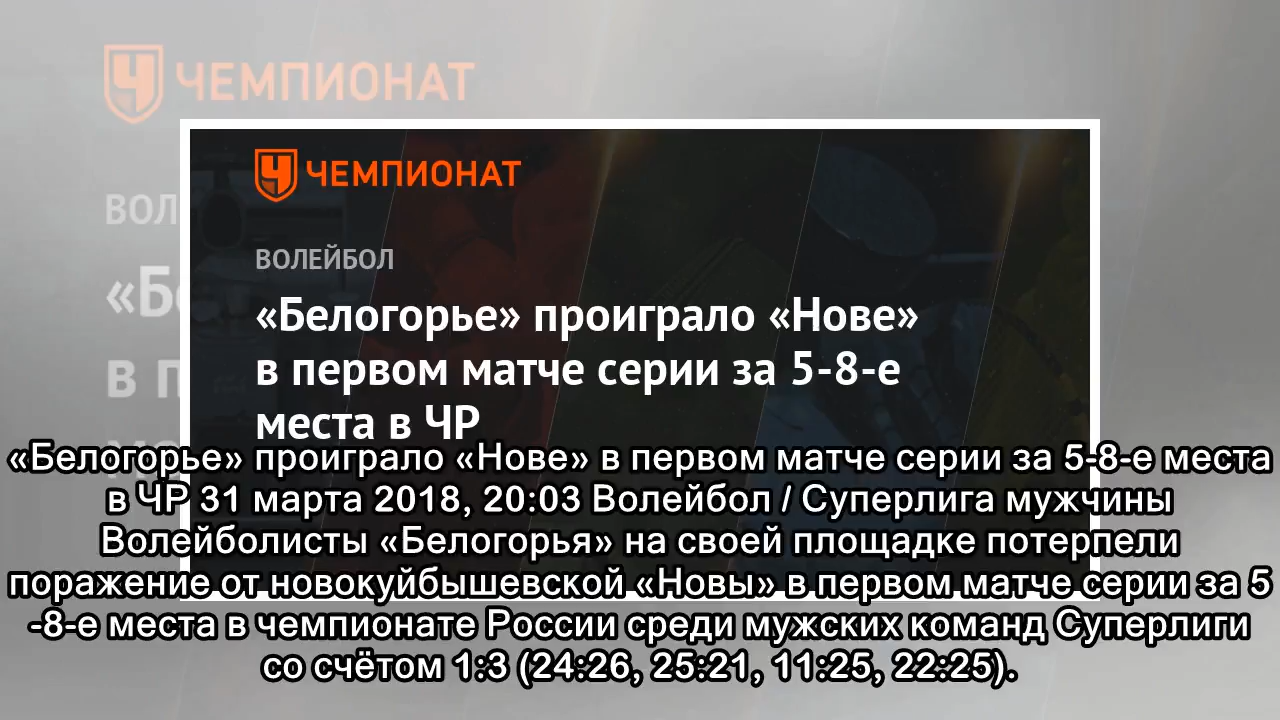 ЧЕМПИОНАТ
ВОЛ
«Бе
в п
ЧЕМПИОНАТ
ВОЛЕЙБОЛ
«Белогорье» проиграло «Нове»
в первом матче серии за 5-8-е
места в ЧР
«Белогорье» проиграло «Нове» в первом матче серии за 5-8-е места
в ЧР 31 марта 2018, 20:03 Волейбол / Суперлига мужчины
Волейболисты «Белогорья» на своей площадке потерпели
поражение от новокуйбышевской «Новы» в первом матче серии за 5
-8-е места в чемпионате России среди мужских команд Суперлиги
со счётом 1:3 (24:26, 25:21, 11:25, 22:25).